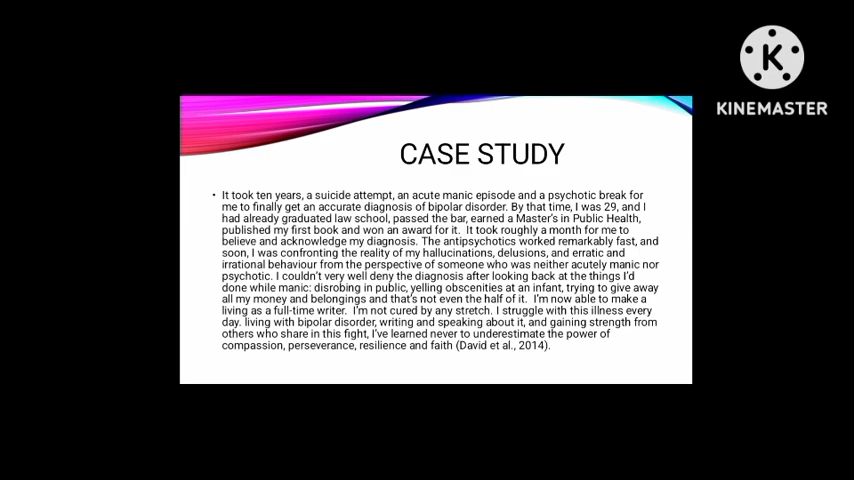 KINEMASTER
CASE STUDY
• It took ten years, a suicide attempt, an acute manic episode and a psychotic break for
me to finally get an accurate diagnosis of bipolar disorder. By that time, I was 29, and I
had already graduated law school, passed the bar, earned a Master's in Public Health,
published my first book and won an award for it.  It took roughly a month for me to
believe and acknowledge my diagnosis. The antipsychotics worked remarkably fast, and
soon, I was confronting the reality of my hallucinations, delusions, and erratic and
irrational behaviour from the perspective of someone who was neither acutely manic nor
psychotic. I couldn't very well deny the diagnosis after looking back at the things I'd
done while manic: disrobing in public, yelling obscenities at an infant, trying to give away
all my money and belongings and that's not even the half of it.  I'm now able to make a
living as a full-time writer.  I'm not cured by any stretch. I struggle with this illness every
day. living with bipolar disorder, writing and speaking about it, and gaining strength from
others who share in this fight, I've learned never to underestimate the power of
compassion, perseverance, resilience and faith (David et al., 2014).